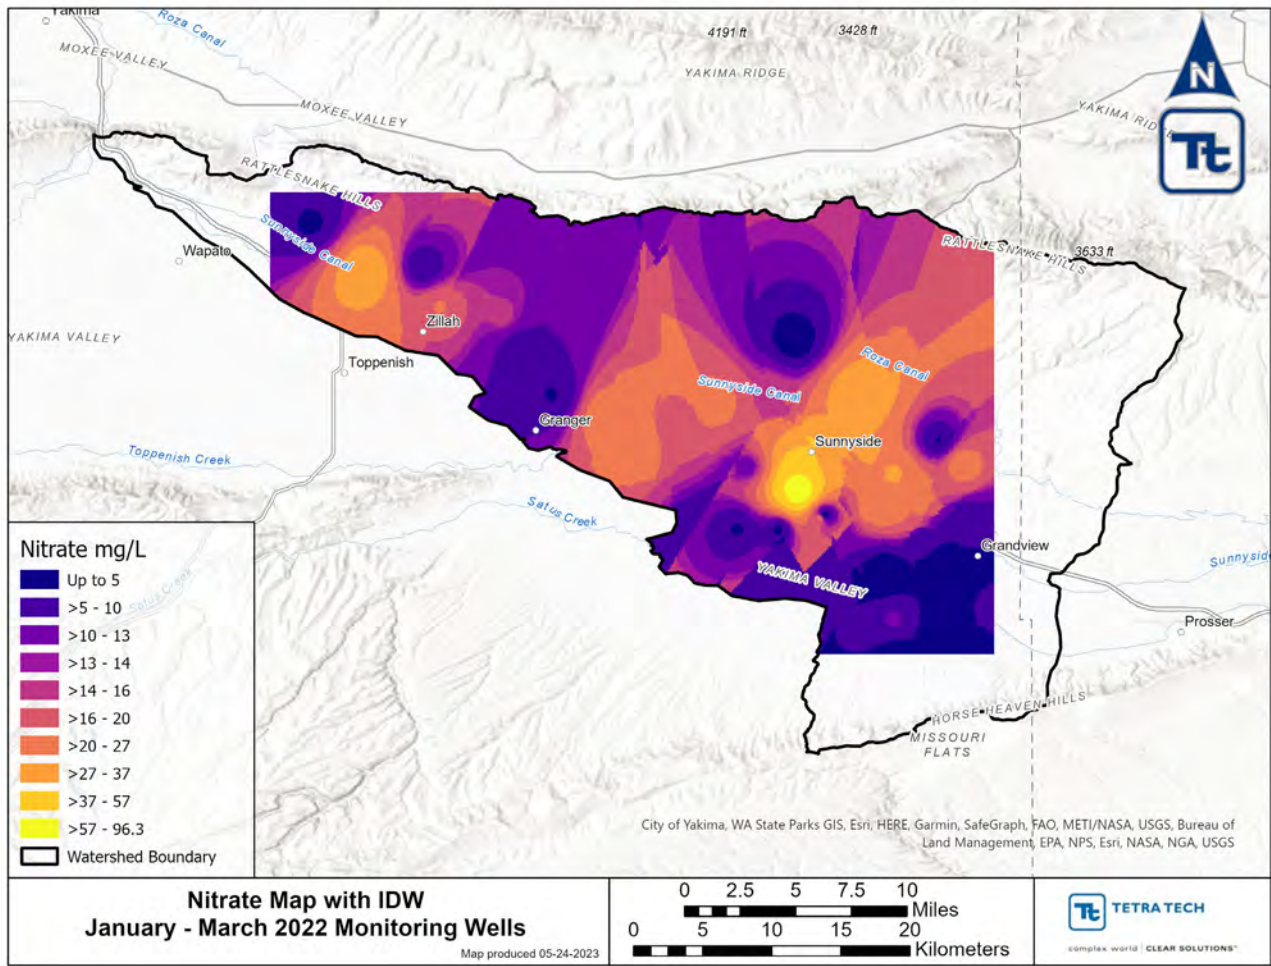 Yakima
Roza Canal
4191 ft
3428 ft
MOXEE VALLEY
YAKIMA RIDGE
N
MOXEE VALLEY
YAKIMA RIDGE
Tt
RATTLESNAKE HILLS
Sunnyside Canal
RATTLESNAKE HILLS
3633 ft
Wapato
Zillah
YAKIMA VALLEY
Toppenish
Roza Canal
Sunnyside Canal
Granger
Sunnyside
Toppenish Creek
Satus Creek
Grandview
Sunnyside
YAKIMA VALLEY
Satus Creek
Prosser
HORSE HEAVEN HILLS
MISSOURI
FLATS
Nitrate mg/L
Up to 5
>5 - 10
>10 - 13
>13 - 14
>14 - 16
>16 - 20
>20 - 27
>27 - 37
>37 - 57
>57 - 96.3
Watershed Boundary
City of Yakima, WA State Parks GIS, Esri, HERE, Garmin, SafeGraph, FAO, METI/NASA, USGS, Bureau of
Land Management, EPA, NPS, Esri, NASA, NGA, USGS
Nitrate Map with IDW
January - March 2022 Monitoring Wells
Map produced 05-24-2023
0 2.5 5 7.5 10
Miles
0 5 10 15 20
Kilometers
Tt TETRA TECH
complex world | CLEAR SOLUTIONS™